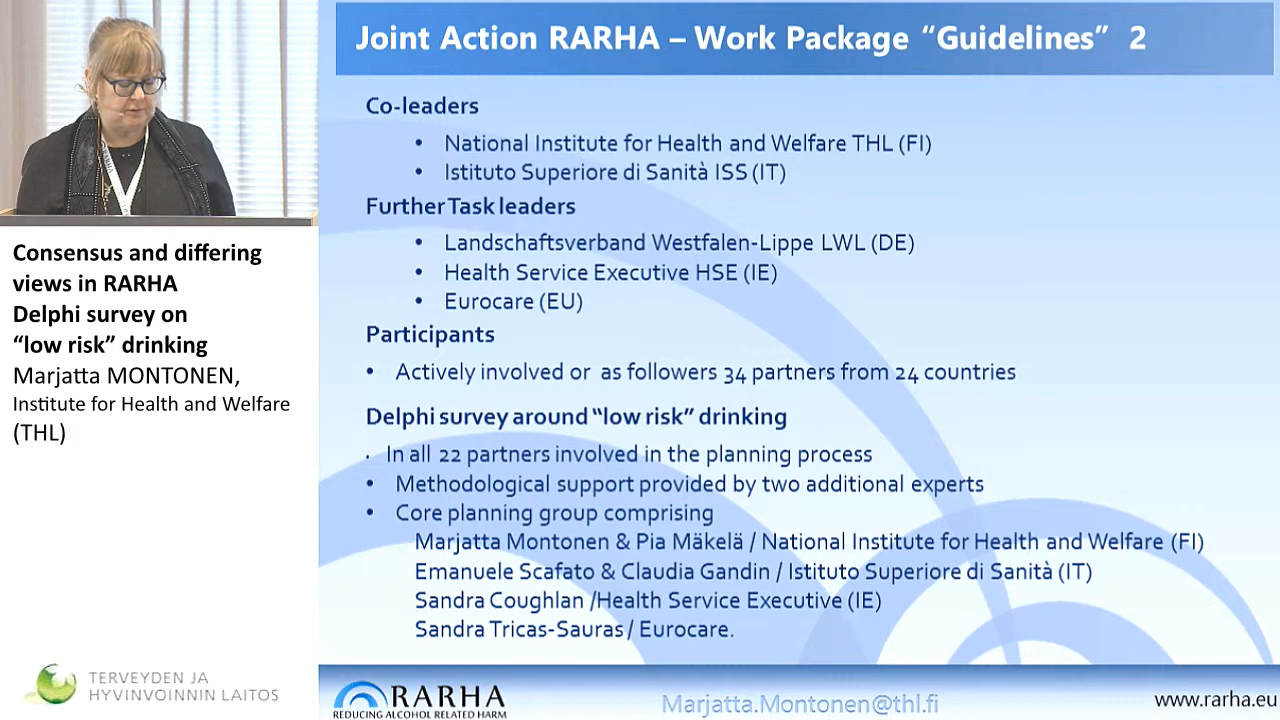 Joint Action RARHA – Work Package “Guidelines” 2
Co-leaders
• National Institute for Health and Welfare THL (FI)
• Istituto Superiore di Sanità ISS (IT)
Further Task leaders
• Landschaftsverband Westfalen-Lippe LWL (DE)
• Health Service Executive HSE (IE)
• Eurocare (EU)
Participants
• Actively involved or as followers 34 partners from 24 countries
Delphi survey around “low risk” drinking
. In all 22 partners involved in the planning process
• Methodological support provided by two additional experts
• Core planning group comprising
Marjatta Montonen & Pia Mäkelä / National Institute for Health and Welfare (FI)
Emanuele Scafato & Claudia Gandin / Istituto Superiore di Sanità (IT)
Sandra Coughlan /Health Service Executive (IE)
Sandra Tricas-Sauras / Eurocare.
Consensus and differing
views in RARHA
Delphi survey on
“low risk” drinking
Marjatta MONTONEN,
Institute for Health and Welfare
(THL)
TERVEYDEN JA
HYVINVOINNIN LAITOS
RARHA
REDUCING ALCOHOL RELATED HARM
Marjatta.Montonen@thl.fi
www.rarha.eu